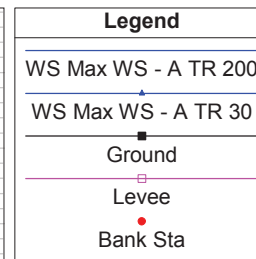 Legend
WS Max WS - A TR 200
WS Max WS - A TR 30
Ground
Levee
Bank Sta